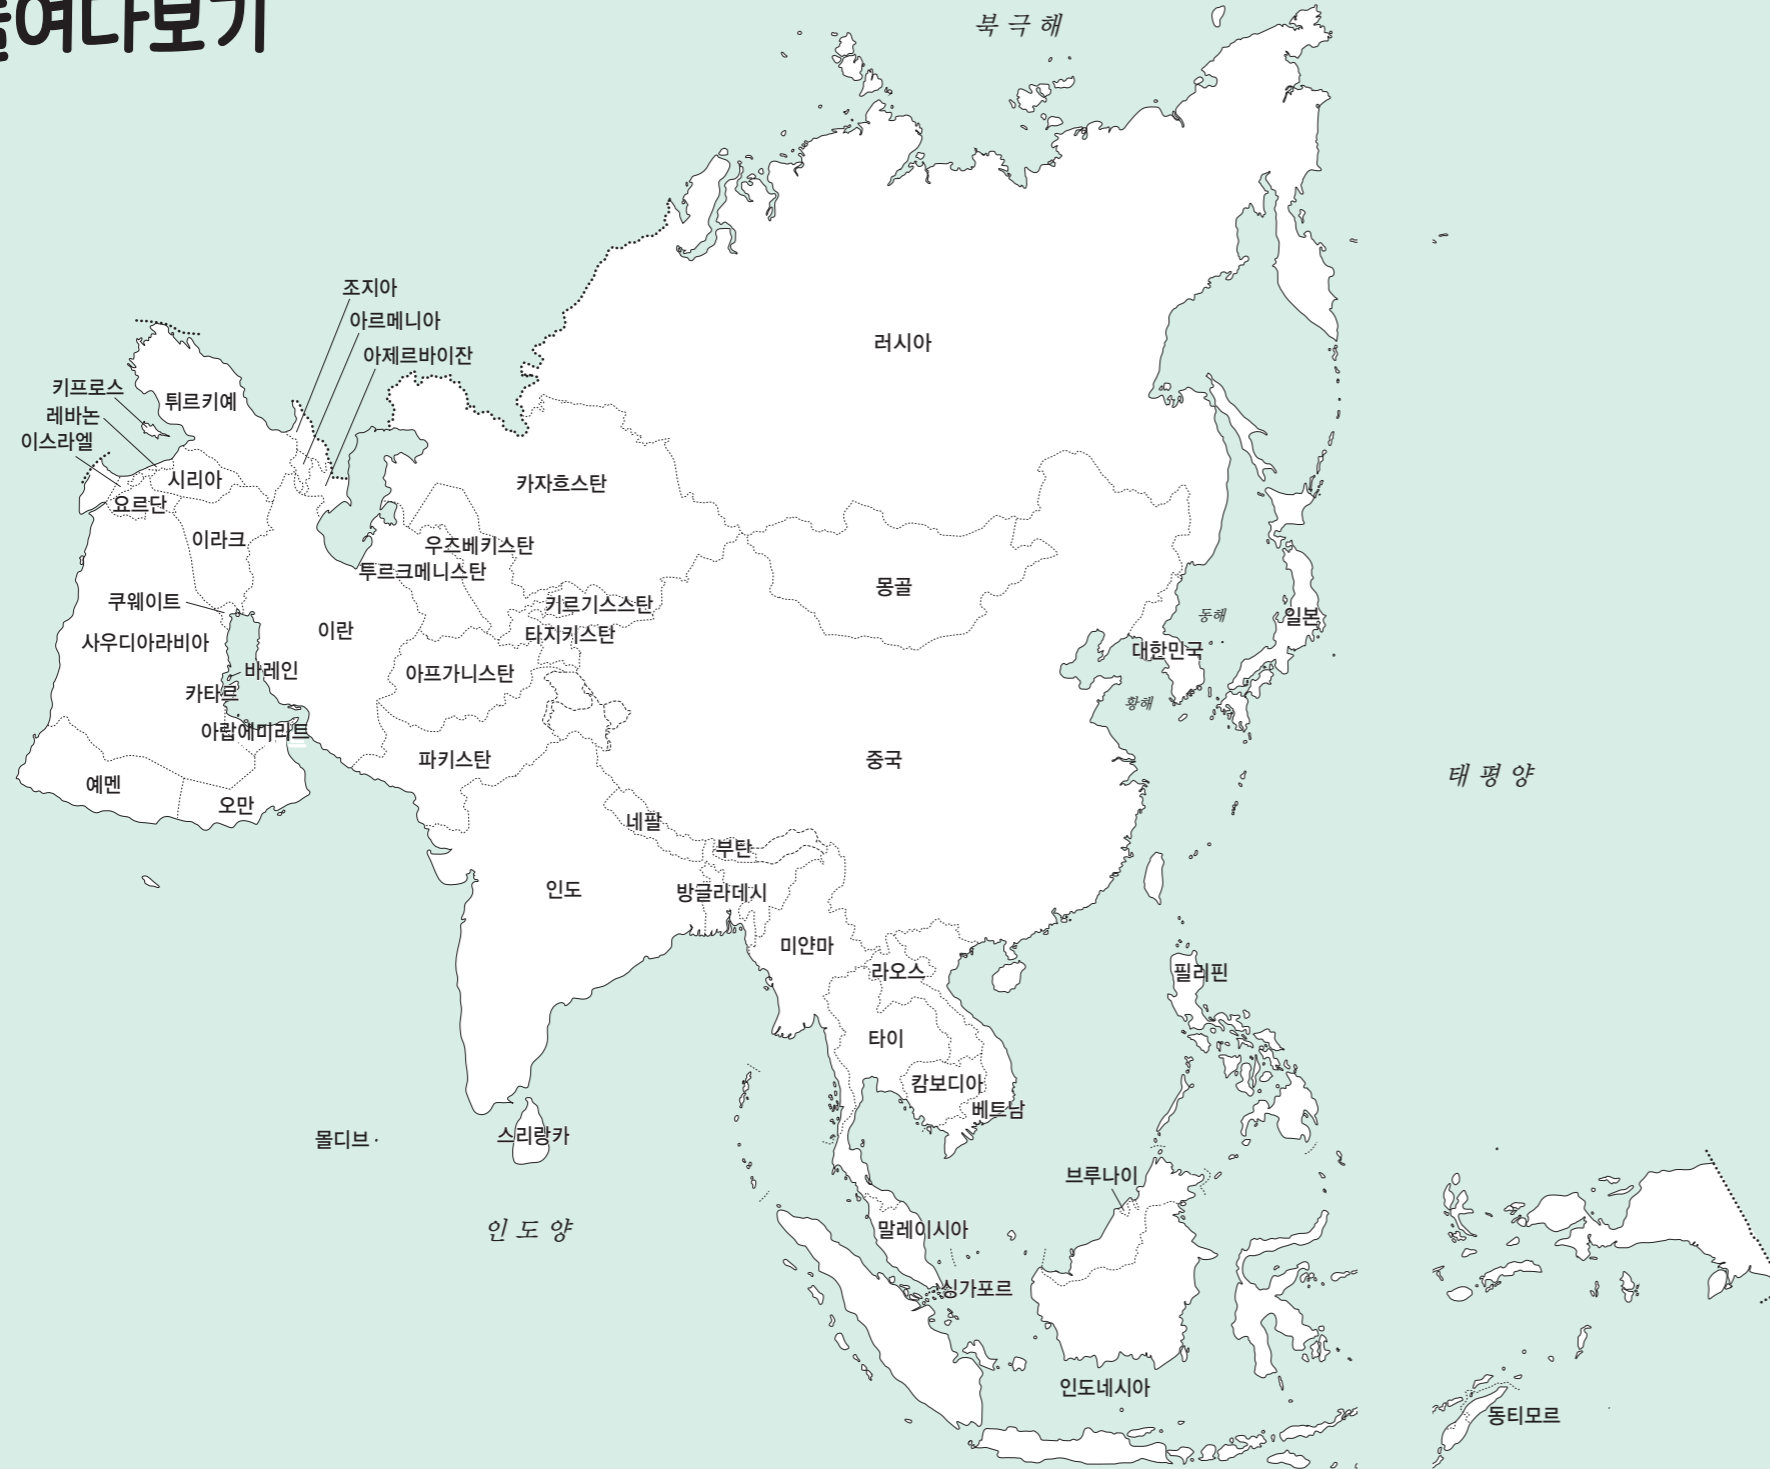 들여다보기
북극해
조지아
아르메니아
아제르바이잔
러시아
키프로스
튀르키예
레바논
이스라엘
시리아
요르단
카자흐스탄
이라크
우즈베키스탄
투르크메니스탄
몽골
쿠웨이트
키르기스스탄
동해
일본
사우디아라비아
이란
타지키스탄
대한민국
바레인
아프가니스탄
카타르
황해
아랍에미리트
파키스탄
중국
태평양
예멘
오만
네팔
부탄
인도
방글라데시
미얀마
라오스
필리핀
타이
캄보디아
베트남
몰디브
스리랑카
브루나이
인도양
말레이시아
싱가포르
인도네시아
동티모르